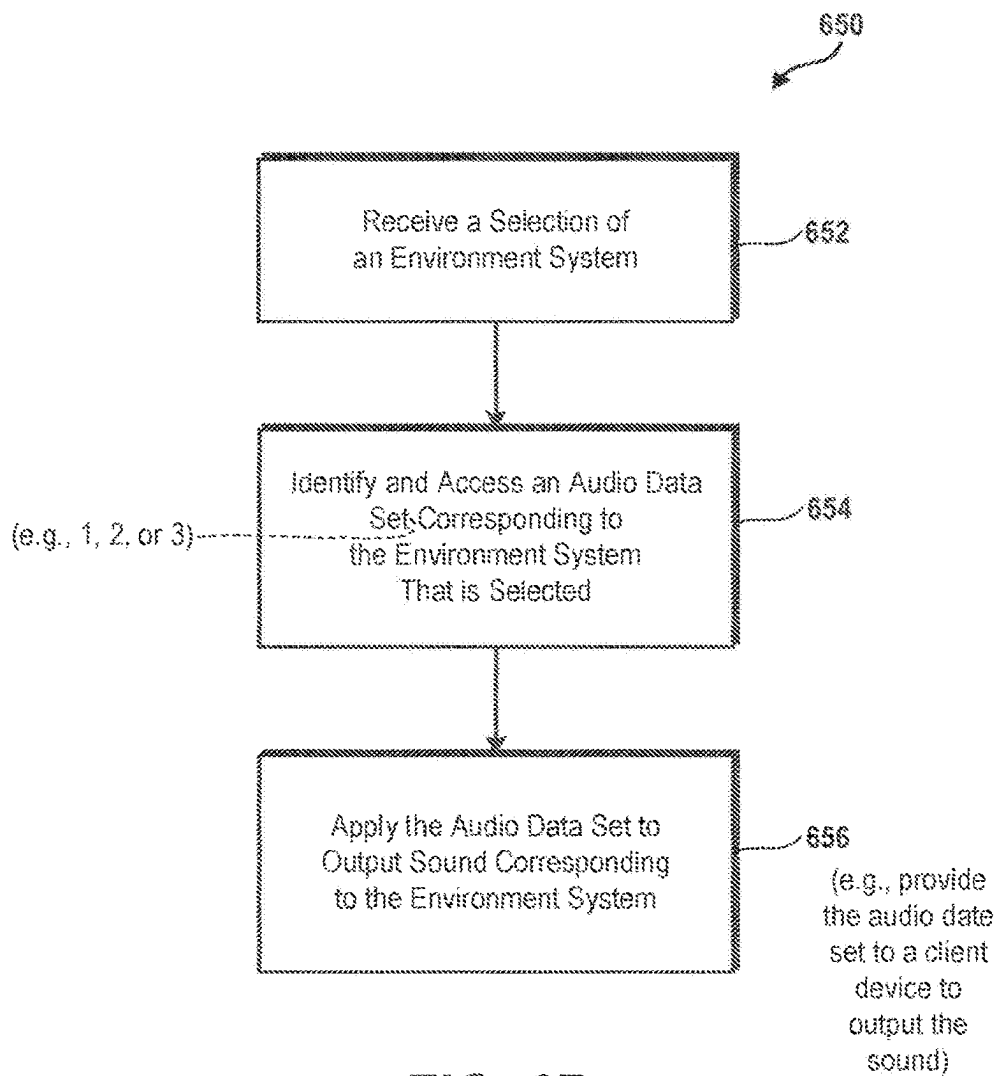 650
Receive a Selection of
an Environment System
652
Identify and Access an Audio Data
Set Corresponding to
the Environment System
That is Selected
654
(e.g., 1, 2, or 3)
Apply the Audio Data Set to
Output Sound Corresponding
to the Environment System
656
(e.g., provide
the audio date
set to a client
device to
output the
sound)